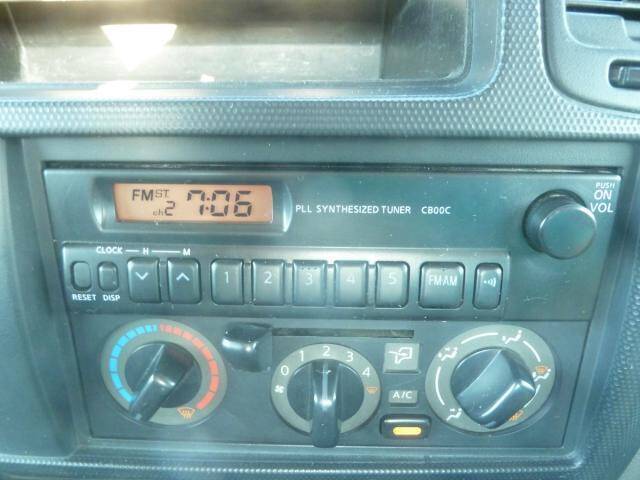 PUSH
ON
VOL
FM ST. 7:06
ch 2
PLL SYNTHESIZED TUNER CB00C
CLOCK H M
RESET DISP
1 2 3 4 5 FM/AM
0 1 2 3 4
A/C